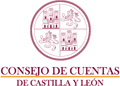 CONSEJO DE CUENTAS
DE CASTILLA Y LEÓN